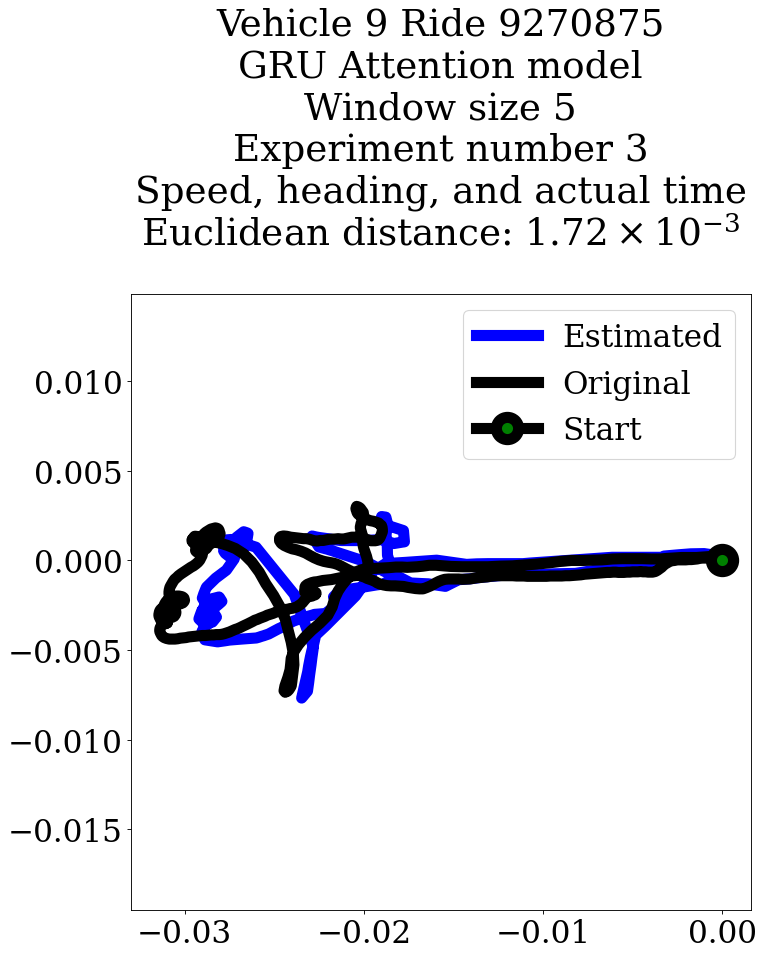 Vehicle 9 Ride 9270875
GRU Attention model
Window size 5
Experiment number 3
Speed, heading, and actual time
Euclidean distance: 1.72 × 10⁻³
Estimated
Original
Start
0.010
0.005
0.000
−0.005
−0.010
−0.015
−0.03 −0.02 −0.01 0.00